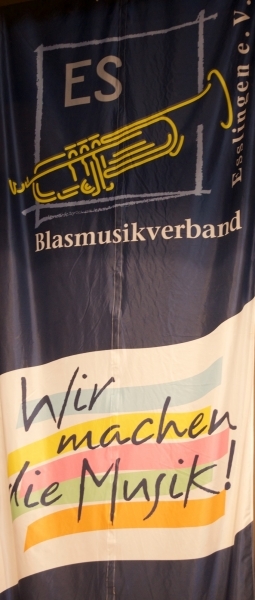 ES
Esslingen e. V.
Blasmusikverband
Wir
machen
die Musik!